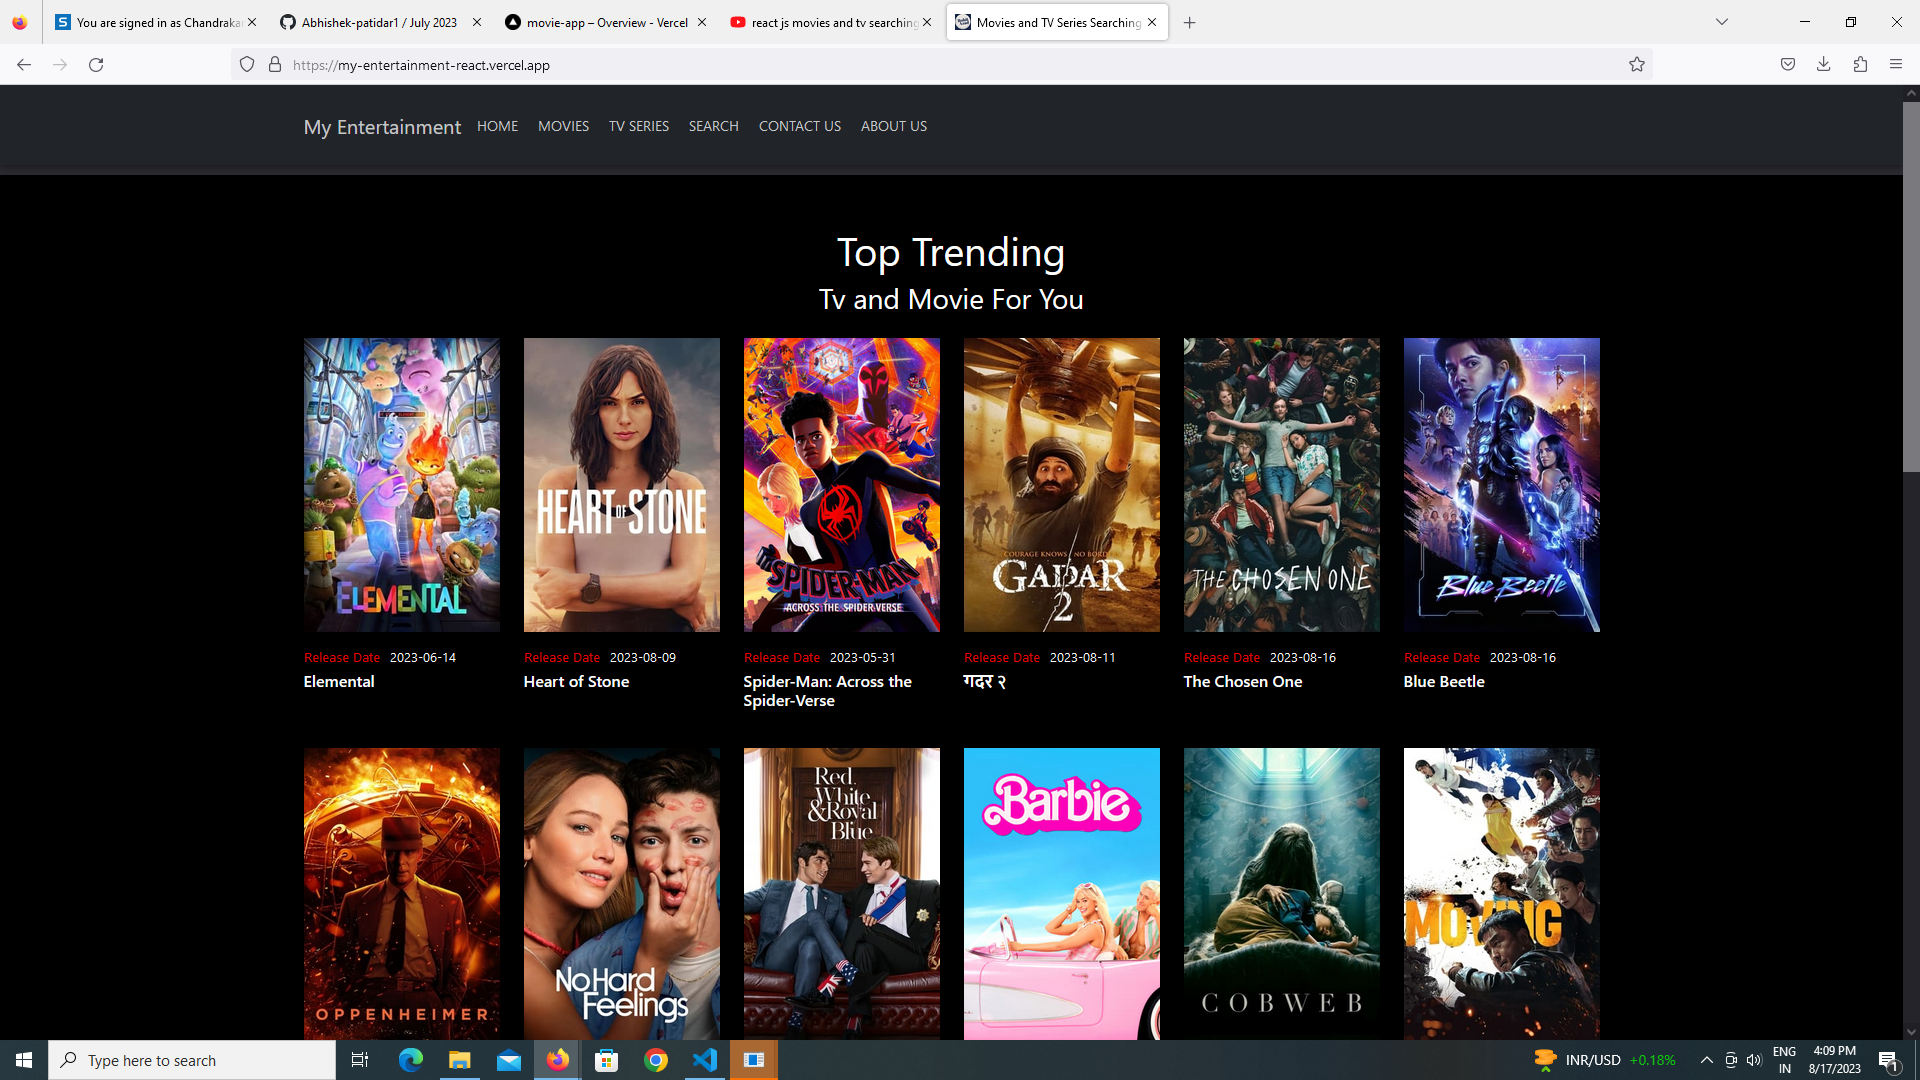 You are signed in as Chandrakar
Abhishek-patidar1 / July 2023
movie-app – Overview - Vercel
react js movies and tv searching
Movies and TV Series Searching
https://my-entertainment-react.vercel.app
My Entertainment HOME MOVIES TV SERIES SEARCH CONTACT US ABOUT US
Top Trending
Tv and Movie For You
ELEMENTAL
HEART OF STONE
SPIDER-MAN
ACROSS THE SPIDER-VERSE
COURAGE KNOWS NO BORDER
GADAR
2
THE CHOSEN ONE
Blue Beetle
Release Date 2023-06-14
Elemental
Release Date 2023-08-09
Heart of Stone
Release Date 2023-05-31
Spider-Man: Across the
Spider-Verse
Release Date 2023-08-11
गदर २
Release Date 2023-08-16
The Chosen One
Release Date 2023-08-16
Blue Beetle
OPPENHEIMER
No Hard
Feelings
Red,
White
& Royal
Blue
Barbie
COBWEB
MOVING
Type here to search
INR/USD +0.18%
ENG
IN
4:09 PM
8/17/2023
1